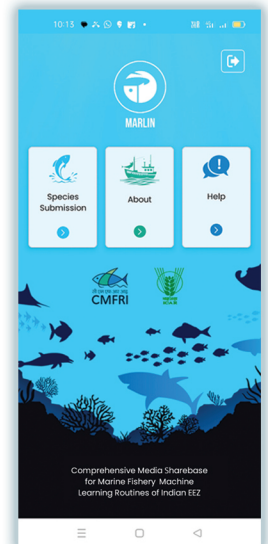 10:13
MARLIN
Species
Submission
About
Help
CMFRI
Comprehensive Media Sharebase
for Marine Fishery Machine
Learning Routines of Indian EEZ